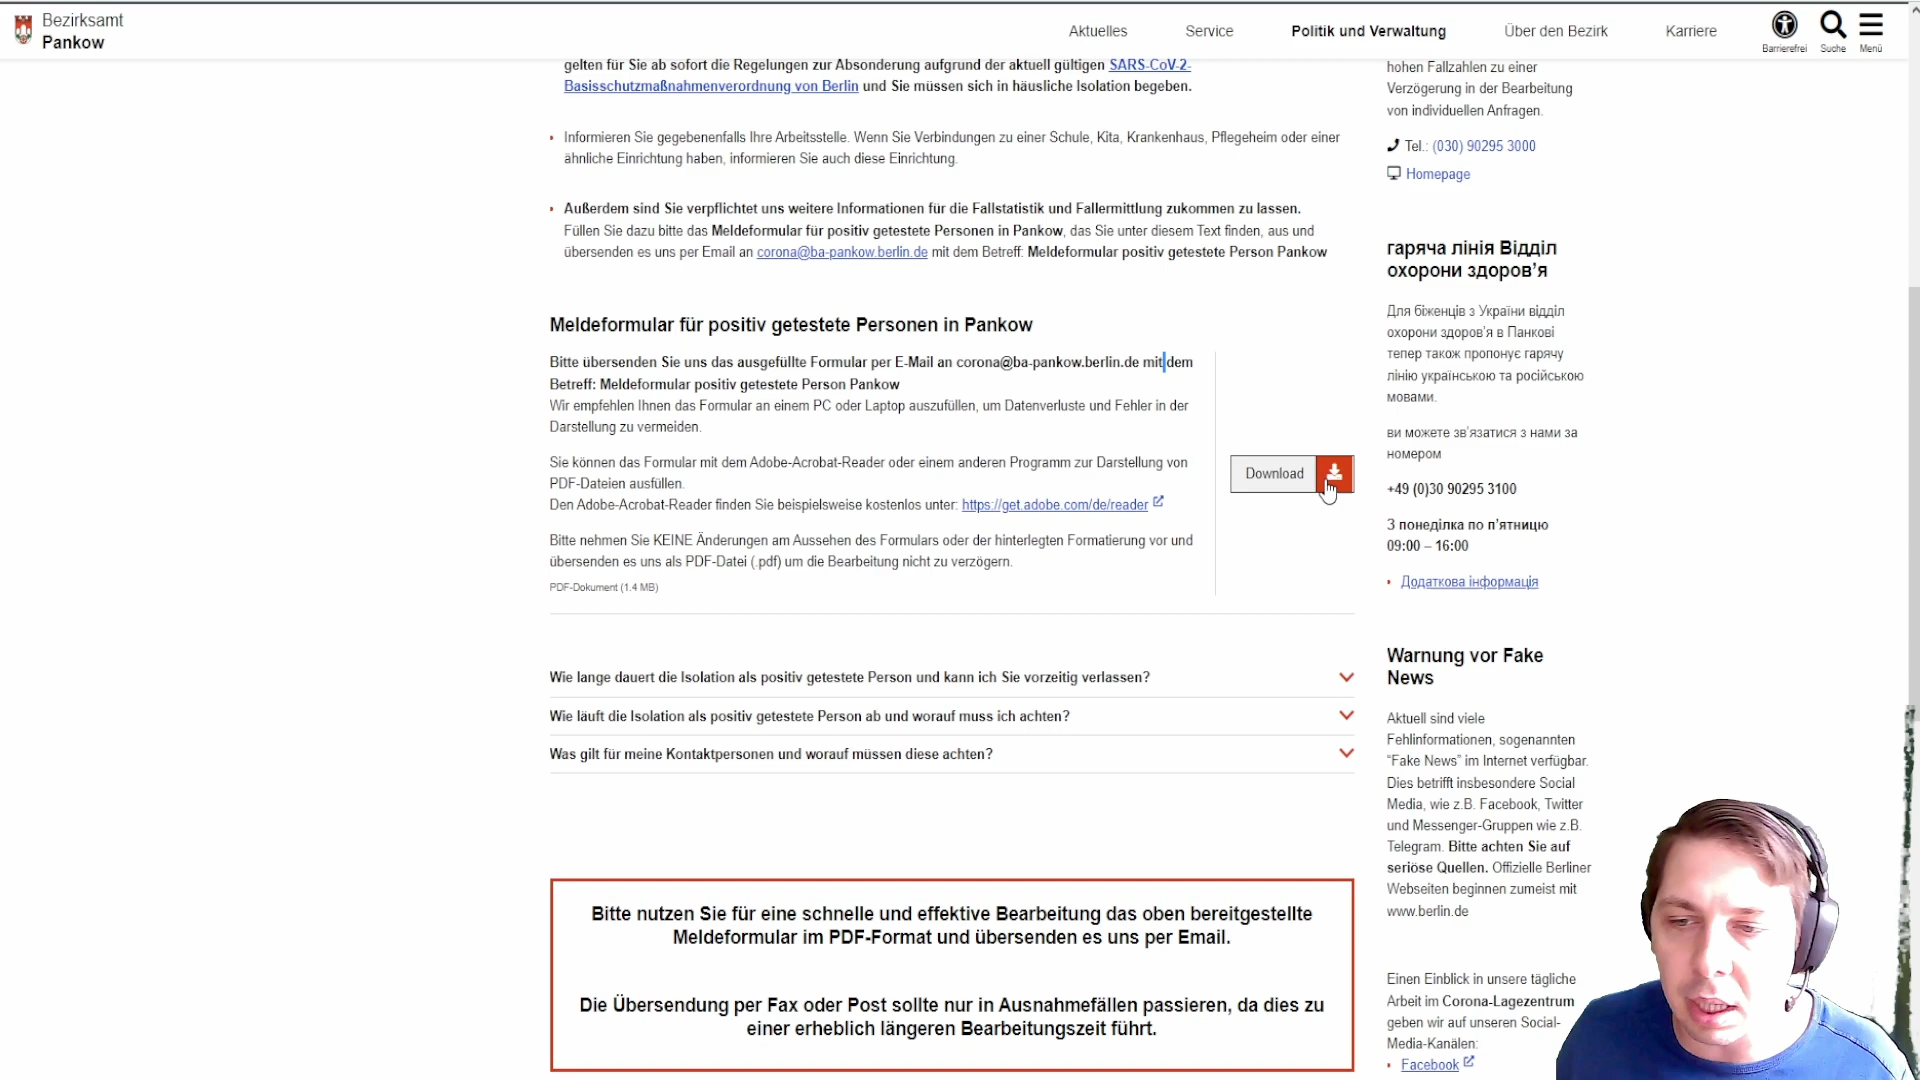 Bezirksamt
Pankow
Aktuelles
Service
Politik und Verwaltung
Über den Bezirk
Karriere
Barrierefrei
Suche
Menü
gelten für Sie ab sofort die Regelungen zur Absonderung aufgrund der aktuell gültigen SARS-CoV-2-
Basisschutzmaßnahmenverordnung von Berlin und Sie müssen sich in häusliche Isolation begeben.
Informieren Sie gegebenenfalls Ihre Arbeitsstelle. Wenn Sie Verbindungen zu einer Schule, Kita, Krankenhaus, Pflegeheim oder einer
ähnliche Einrichtung haben, informieren Sie auch diese Einrichtung.
Außerdem sind Sie verpflichtet uns weitere Informationen für die Fallstatistik und Fallermittlung zukommen zu lassen.
Füllen Sie dazu bitte das Meldeformular für positiv getestete Personen in Pankow, das Sie unter diesem Text finden, aus und
übersenden es uns per Email an corona@ba-pankow.berlin.de mit dem Betreff: Meldeformular positiv getestete Person Pankow
Meldeformular für positiv getestete Personen in Pankow
Bitte übersenden Sie uns das ausgefüllte Formular per E-Mail an corona@ba-pankow.berlin.de mit dem
Betreff: Meldeformular positiv getestete Person Pankow
Wir empfehlen Ihnen das Formular an einem PC oder Laptop auszufüllen, um Datenverluste und Fehler in der
Darstellung zu vermeiden.
Sie können das Formular mit dem Adobe-Acrobat-Reader oder einem anderen Programm zur Darstellung von
PDF-Dateien ausfüllen.
Den Adobe-Acrobat-Reader finden Sie beispielsweise kostenlos unter: https://get.adobe.com/de/reader
Bitte nehmen Sie KEINE Änderungen am Aussehen des Formulars oder der hinterlegten Formatierung vor und
übersenden es uns als PDF-Datei (.pdf) um die Bearbeitung nicht zu verzögern.
PDF-Dokument (1.4 MB)
Download
Wie lange dauert die Isolation als positiv getestete Person und kann ich Sie vorzeitig verlassen?
Wie läuft die Isolation als positiv getestete Person ab und worauf muss ich achten?
Was gilt für meine Kontaktpersonen und worauf müssen diese achten?
Bitte nutzen Sie für eine schnelle und effektive Bearbeitung das oben bereitgestellte
Meldeformular im PDF-Format und übersenden es uns per Email.
Die Übersendung per Fax oder Post sollte nur in Ausnahmefällen passieren, da dies zu
einer erheblich längeren Bearbeitungszeit führt.
hohen Fallzahlen zu einer
Verzögerung in der Bearbeitung
von individuellen Anfragen.
Tel.: (030) 90295 3000
Homepage
гаряча лінія Відділ
охорони здоров’я
Для біженців з України відділ
охорони здоров’я в Панкові
тепер також пропонує гарячу
лінію українською та російською
мовами.
ви можете зв’язатися з нами за
номером
+49 (0)30 90295 3100
З понеділка по п’ятницю
09:00 – 16:00
Додаткова інформація
Warnung vor Fake
News
Aktuell sind viele
Fehlinformationen, sogenannten
“Fake News” im Internet verfügbar.
Dies betrifft insbesondere Social
Media, wie z.B. Facebook, Twitter
und Messenger-Gruppen wie z.B.
Telegram. Bitte achten Sie auf
seriöse Quellen. Offizielle Berliner
Webseiten beginnen zumeist mit
www.berlin.de
Einen Einblick in unsere tägliche
Arbeit im Corona-Lagezentrum
geben wir auf unseren Social-
Media-Kanälen:
Facebook